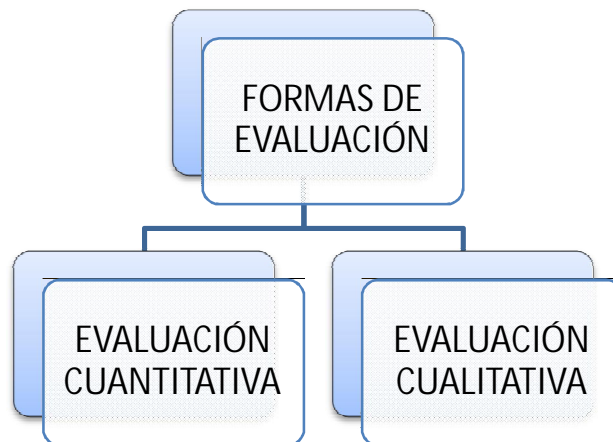 FORMAS DE
EVALUACIÓN
EVALUACIÓN
CUANTITATIVA
EVALUACIÓN
CUALITATIVA